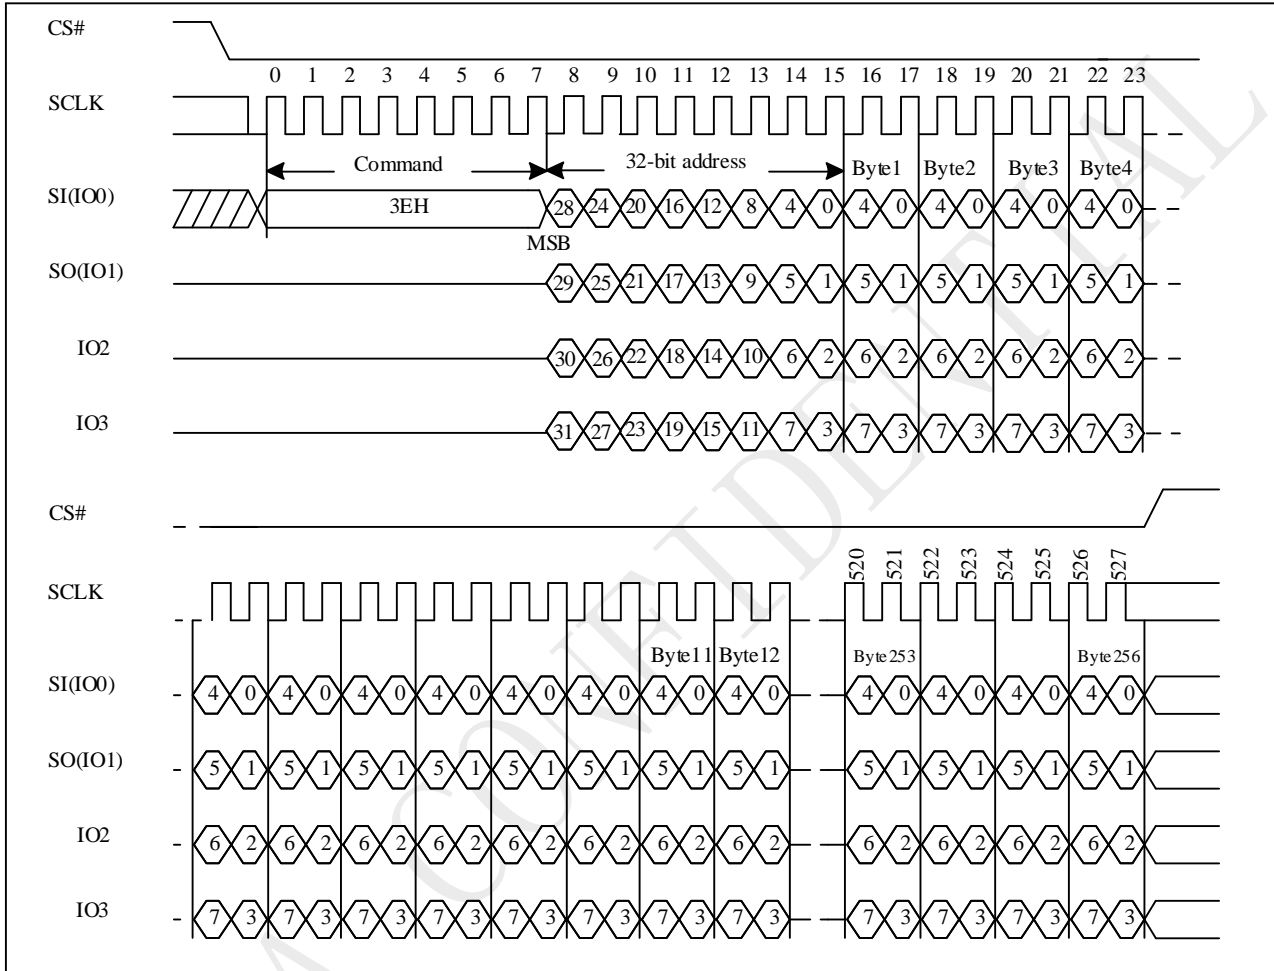 CS#
0 1 2 3 4 5 6 7 8 9 10 11 12 13 14 15 16 17 18 19 20 21 22 23
SCLK
Command 32-bit address Byte1 Byte2 Byte3 Byte4
SI(IO0) 3EH 28 24 20 16 12 8 4 0 4 0 4 0 4 0 4 0
MSB
SO(IO1) 29 25 21 17 13 9 5 1 5 1 5 1 5 1 5 1
IO2 30 26 22 18 14 10 6 2 6 2 6 2 6 2 6 2
IO3 31 27 23 19 15 11 7 3 7 3 7 3 7 3 7 3
CS#
520 521 522 523 524 525 526 527
SCLK
Byte11 Byte12 Byte253 Byte256
SI(IO0) 4 0 4 0 4 0 4 0 4 0 4 0 4 0 4 0 4 0 4 0 4 0 4 0
SO(IO1) 5 1 5 1 5 1 5 1 5 1 5 1 5 1 5 1 5 1 5 1 5 1 5 1
IO2 6 2 6 2 6 2 6 2 6 2 6 2 6 2 6 2 6 2 6 2 6 2 6 2
IO3 7 3 7 3 7 3 7 3 7 3 7 3 7 3 7 3 7 3 7 3 7 3 7 3
CONFIDENTIAL